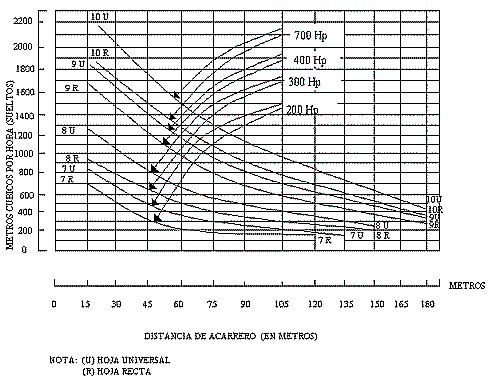 METROS CUBICOS POR HORA (SUELTOS)
2200
2000
1800
1600
1400
1200
1000
800
600
400
200
0
10 U
10 R
9 U
9 R
8 U
8 R
7 U
7 R
700 Hp
400 Hp
300 Hp
200 Hp
10U
10R
9U
9R
8 U
8 R
7 U
7 R
METROS
0 15 30 45 60 75 90 105 120 135 150 165 180
DISTANCIA DE ACARRERO (EN METROS)
NOTA: (U) HOJA UNIVERSAL
(R) HOJA RECTA